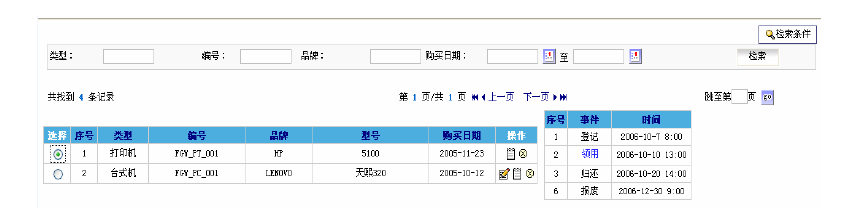 检索条件
类型： 编号： 品牌： 购买日期： 至 检索
共找到 4 条记录 第 1 页/共 1 页 上一页 下一页 跳至第 页 GO
选择 序号 类型 编号 品牌 型号 购买日期 操作
1 打印机 FGY_PT_001 HP 5100 2005-11-23
2 台式机 FGY_PC_001 LENOVO 天熙320 2005-10-12
序号 事件 时间
1 登记 2006-10-7 8:00
2 领用 2006-10-10 13:00
3 归还 2006-10-20 14:00
6 损废 2006-12-30 9:00